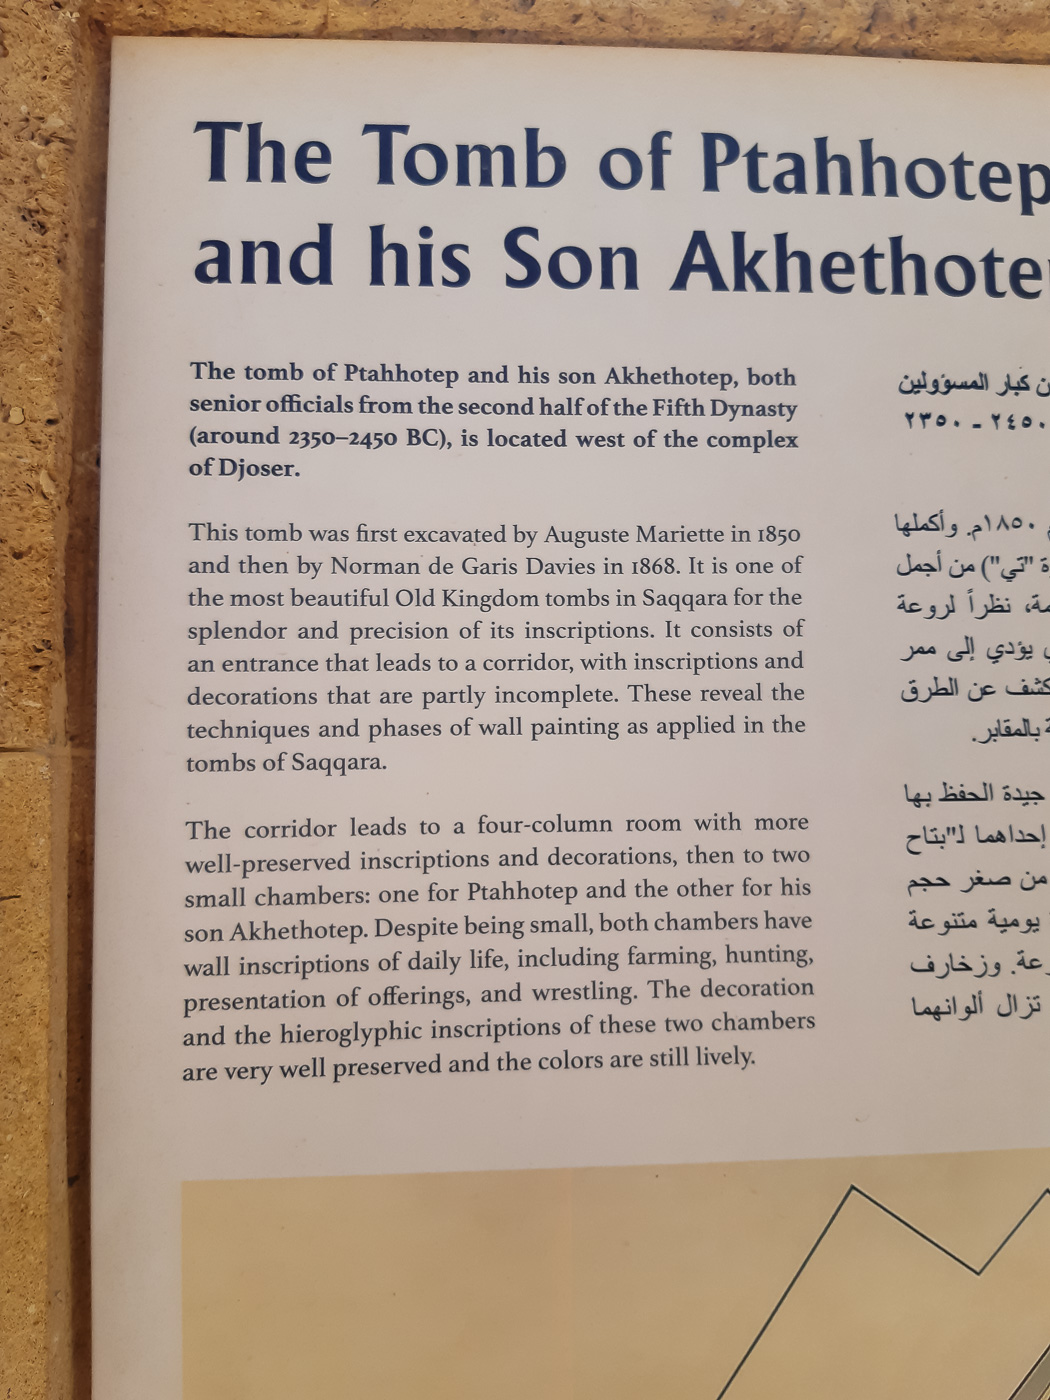 The Tomb of Ptahhotep
and his Son Akhethote
The tomb of Ptahhotep and his son Akhethotep, both
senior officials from the second half of the Fifth Dynasty
(around 2350–2450 BC), is located west of the complex
of Djoser.
This tomb was first excavated by Auguste Mariette in 1850
and then by Norman de Garis Davies in 1868. It is one of
the most beautiful Old Kingdom tombs in Saqqara for the
splendor and precision of its inscriptions. It consists of
an entrance that leads to a corridor, with inscriptions and
decorations that are partly incomplete. These reveal the
techniques and phases of wall painting as applied in the
tombs of Saqqara.
The corridor leads to a four-column room with more
well-preserved inscriptions and decorations, then to two
small chambers: one for Ptahhotep and the other for his
son Akhethotep. Despite being small, both chambers have
wall inscriptions of daily life, including farming, hunting,
presentation of offerings, and wrestling. The decoration
and the hieroglyphic inscriptions of these two chambers
are very well preserved and the colors are still lively.
كبار المسؤولين
٢٤٥٠ - ٢٣٥٠
١٨٥٠م. وأكملها
"تي") من أجمل
نظراً لروعة
يؤدي إلى ممر
عن الطرق
بالمقابر.
جيدة الحفظ بها
إحداهما لـ"بتاح
من صغر حجم
يومية متنوعة
وزخارف
تزال ألوانهما